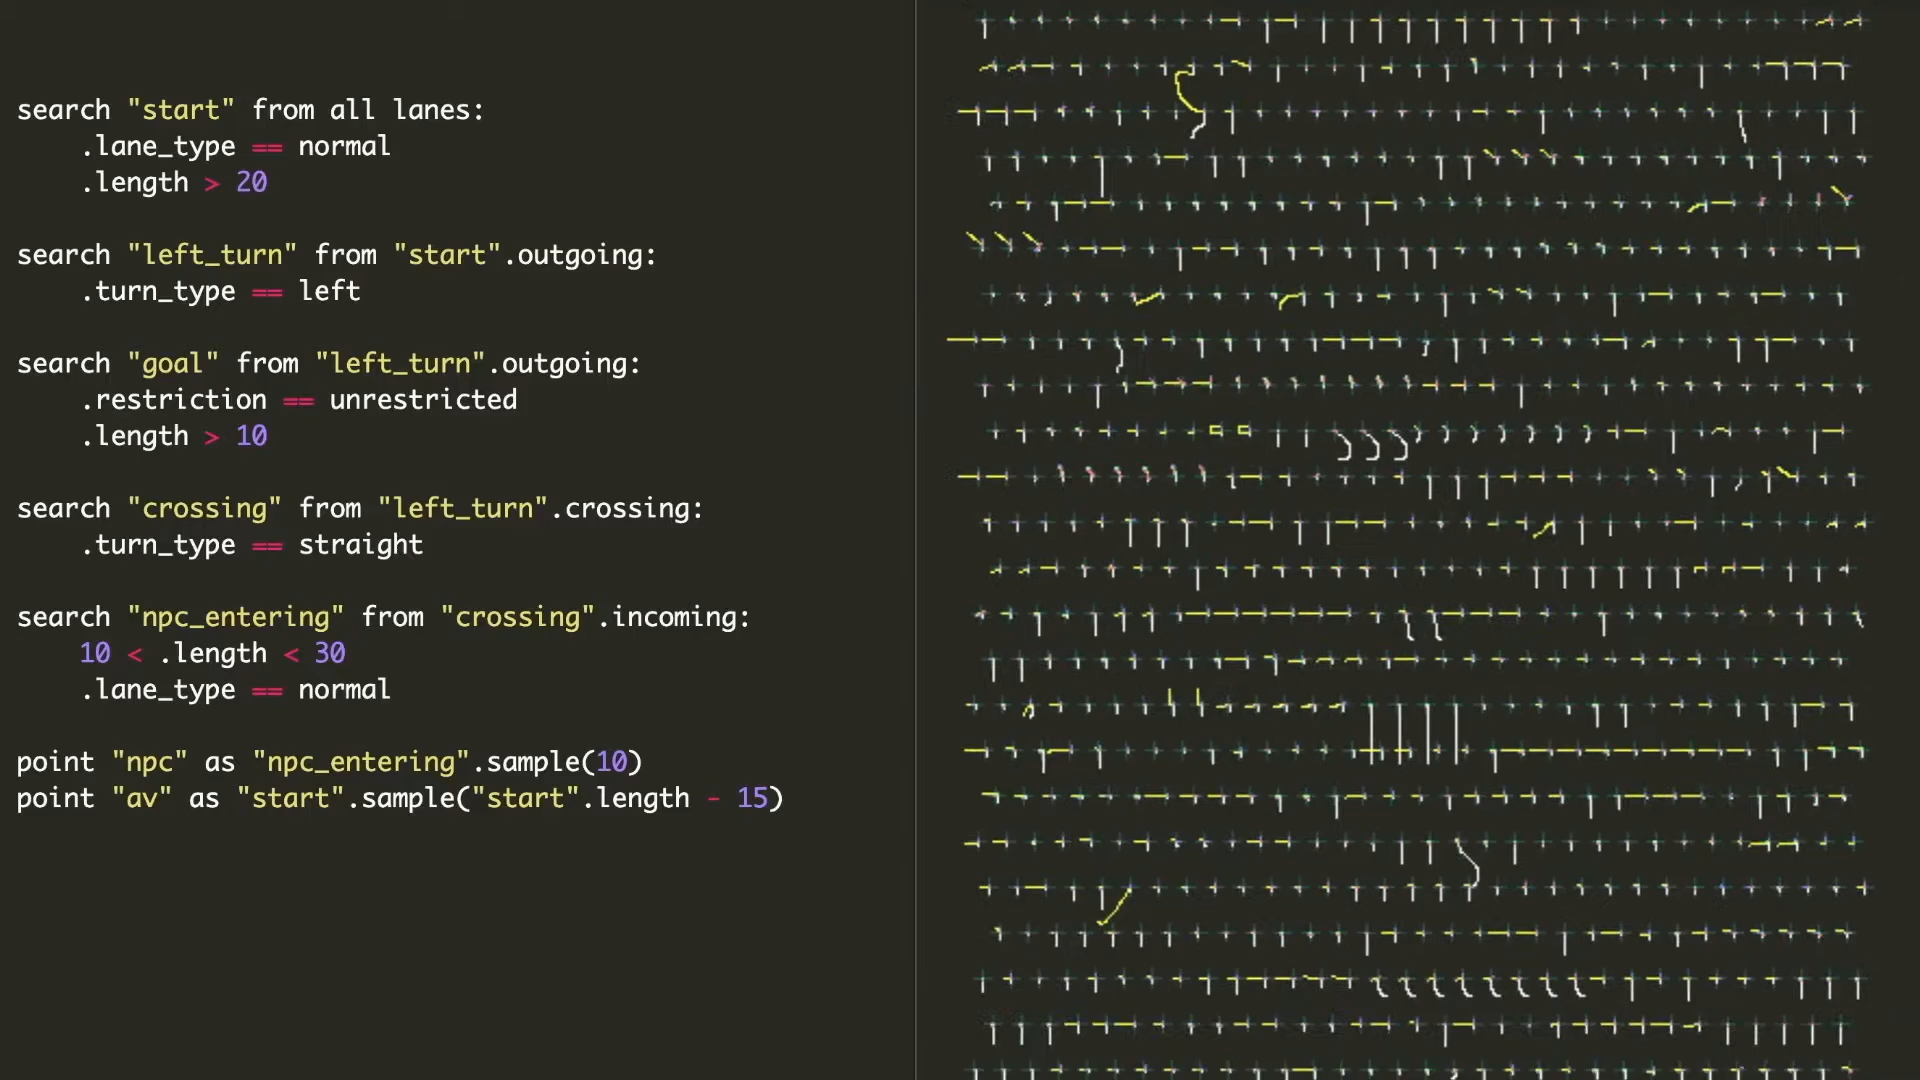 search "start" from all lanes:
.lane_type == normal
.length > 20
search "left_turn" from "start".outgoing:
.turn_type == left
search "goal" from "left_turn".outgoing:
.restriction == unrestricted
.length > 10
search "crossing" from "left_turn".crossing:
.turn_type == straight
search "npc_entering" from "crossing".incoming:
10 < .length < 30
.lane_type == normal
point "npc" as "npc_entering".sample(10)
point "av" as "start".sample("start".length - 15)